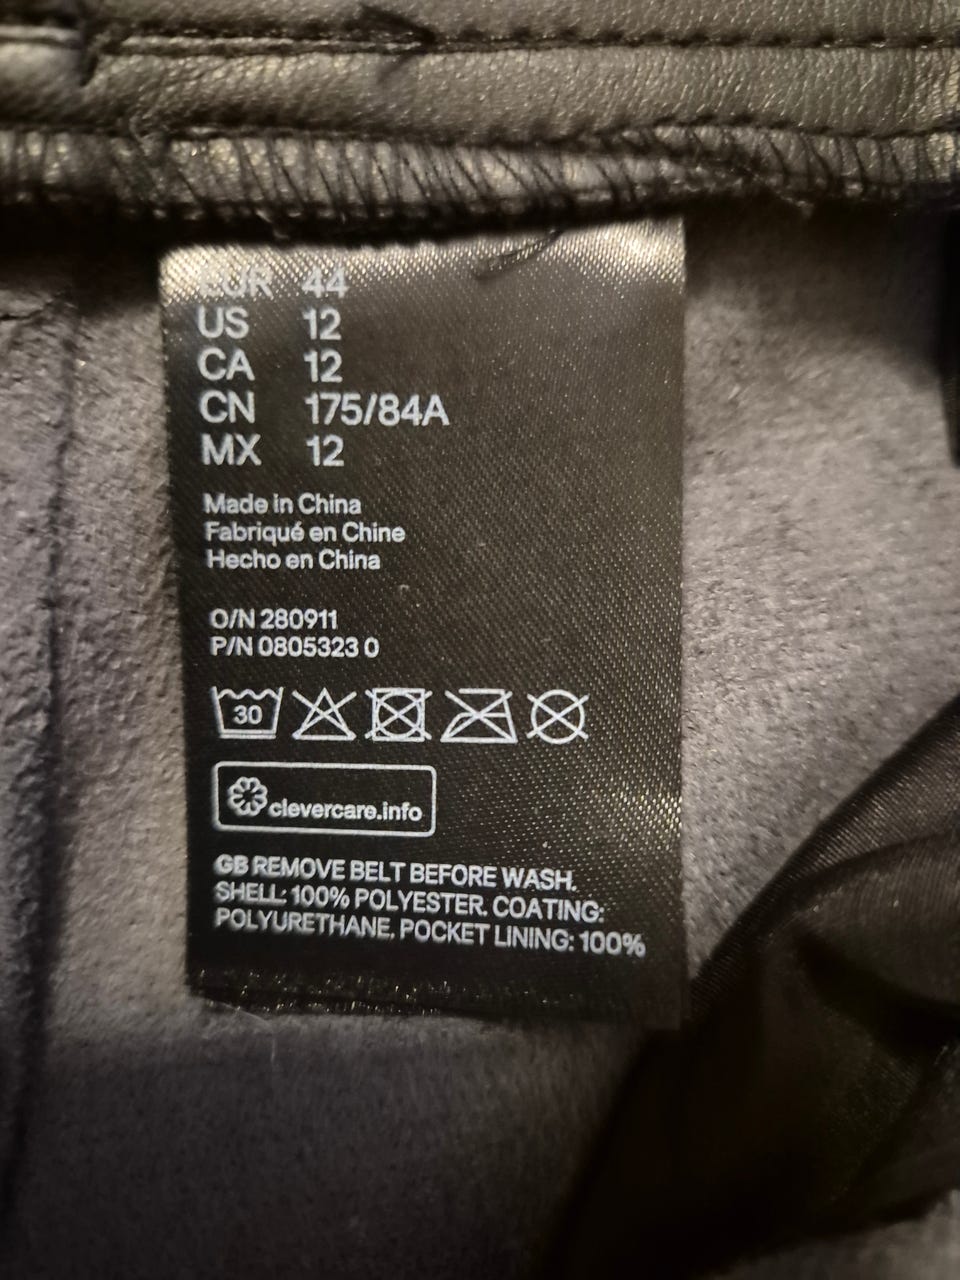 EUR 44
US 12
CA 12
CN 175/84A
MX 12
Made in China
Fabriqué en Chine
Hecho en China
O/N 280911
P/N 0805323 0
30
clevercare.info
GB REMOVE BELT BEFORE WASH.
SHELL: 100% POLYESTER. COATING:
POLYURETHANE. POCKET LINING: 100%